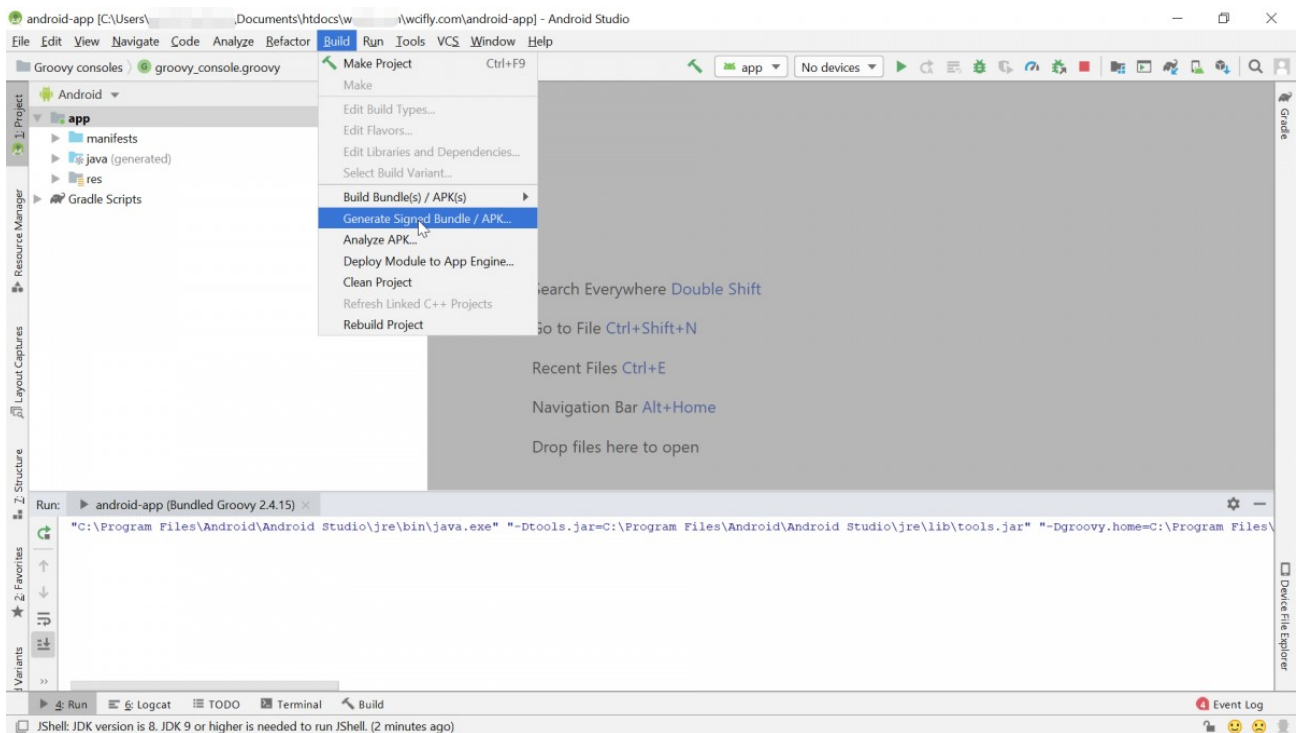 android-app [C:\Users\ ,Documents\htdocs\w \wcifly.com\android-app] - Android Studio
File Edit View Navigate Code Analyze Refactor Build Run Tools VCS Window Help
Groovy consoles groovy_console.groovy
app No devices
Make Project Ctrl+F9
Make
Edit Build Types...
Edit Flavors...
Edit Libraries and Dependencies...
Select Build Variant...
Build Bundle(s) / APK(s)
Generate Signed Bundle / APK...
Analyze APK...
Deploy Module to App Engine...
Clean Project
Refresh Linked C++ Projects
Rebuild Project
Android
app
manifests
java (generated)
res
Gradle Scripts
1: Project
Resource Manager
Layout Captures
Z: Structure
2: Favorites
Variants
Search Everywhere Double Shift
Go to File Ctrl+Shift+N
Recent Files Ctrl+E
Navigation Bar Alt+Home
Drop files here to open
Gradle
Device File Explorer
Run: android-app (Bundled Groovy 2.4.15)
"C:\Program Files\Android\Android Studio\jre\bin\java.exe" "-Dtools.jar=C:\Program Files\Android\Android Studio\jre\lib\tools.jar" "-Dgroovy.home=C:\Program Files\
4: Run 6: Logcat TODO Terminal Build
4 Event Log
JShell: JDK version is 8. JDK 9 or higher is needed to run JShell. (2 minutes ago)